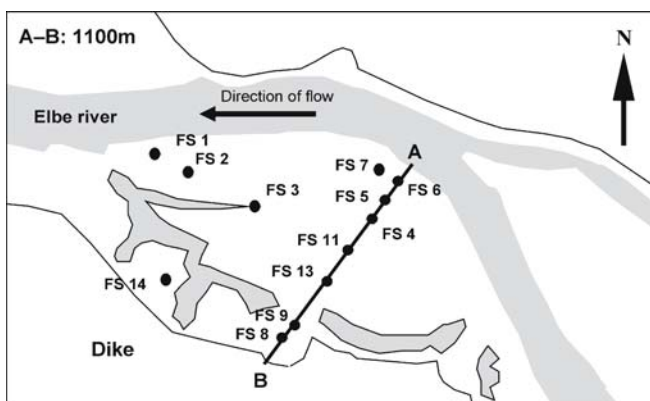 A–B: 1100m
N
Direction of flow
Elbe river
FS 1
FS 2
A
FS 7
FS 6
FS 5
FS 3
FS 4
FS 11
FS 13
FS 14
FS 9
FS 8
Dike
B